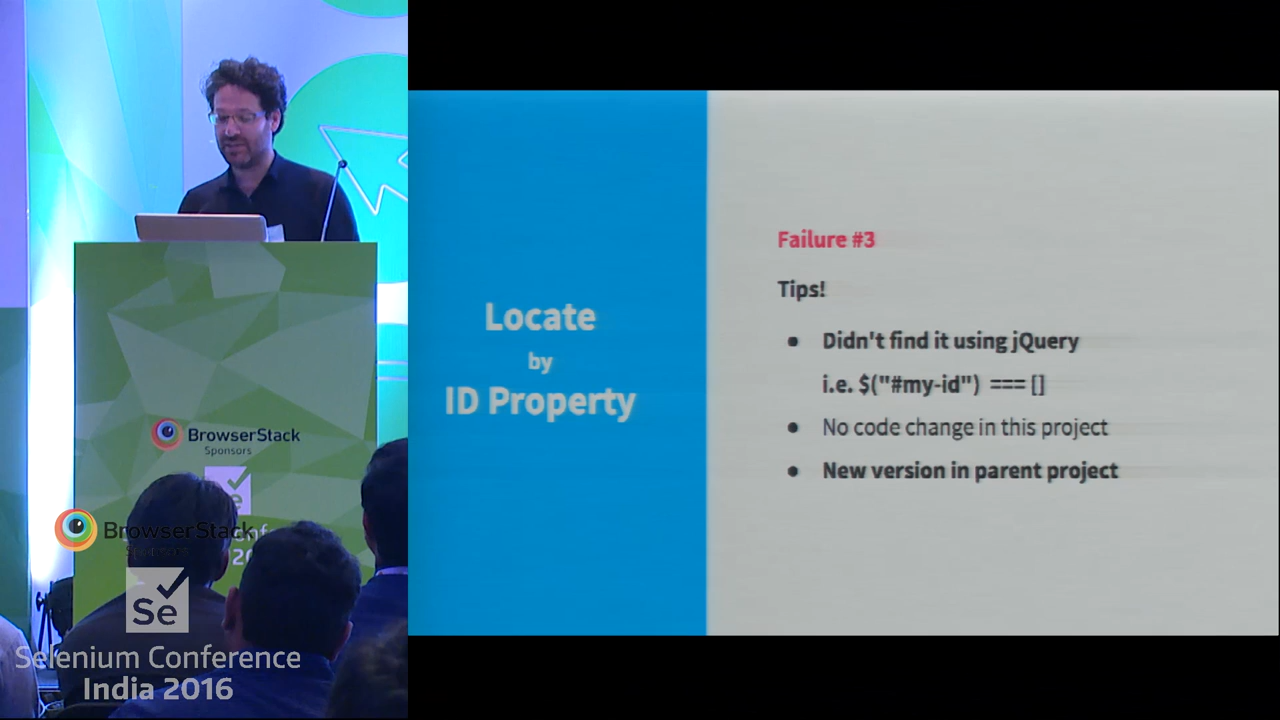 Locate
by
ID Property
Failure #3
Tips!
Didn't find it using jQuery
i.e. $("#my-id") === []
No code change in this project
New version in parent project
BrowserStack
Sponsors
BrowserStack
Sponsors
Se
Selenium Conference
India 2016